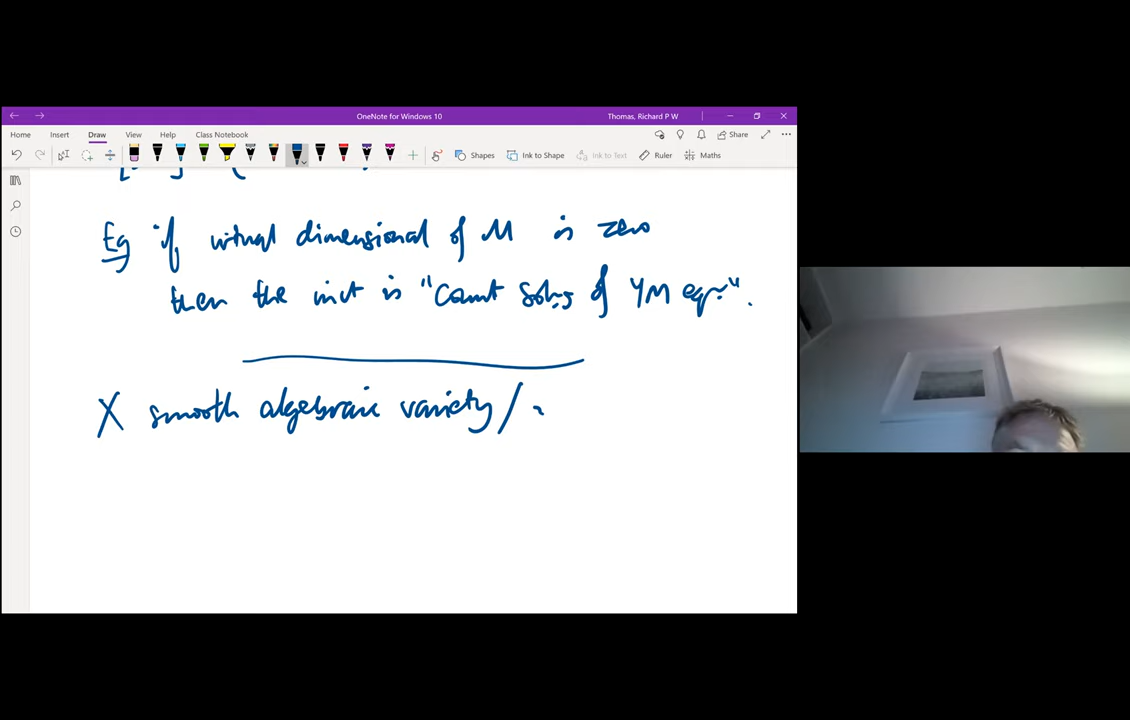 OneNote for Windows 10
Thomas, Richard P W
Home Insert Draw View Help Class Notebook Share
Shapes Ink to Shape Ink to Text Ruler Maths
Eg if virtual dimensional of M is zero
then the invt is "Count solns of YM eqns".
X smooth algebraic variety /